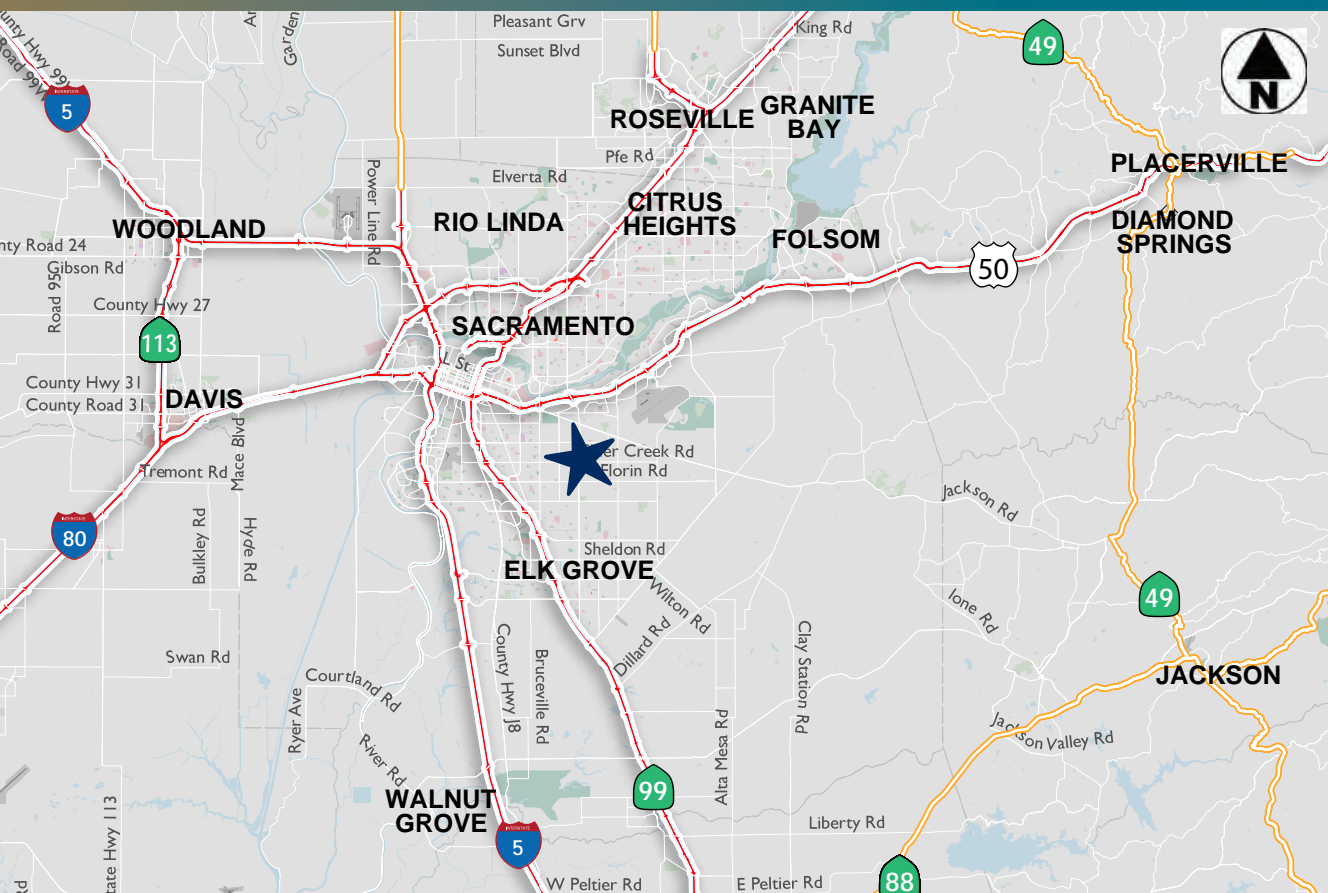 Pleasant Grv
King Rd
Sunset Blvd
49
N
INTERSTATE
5
ROSEVILLE
GRANITE
BAY
Pfe Rd
Elverta Rd
Power Line Rd
PLACERVILLE
CITRUS
HEIGHTS
RIO LINDA
WOODLAND
FOLSOM
DIAMOND
SPRINGS
Gibson Rd
Road 95
50
County Hwy 27
SACRAMENTO
113
L St
County Hwy 31
County Road 31
DAVIS
Mace Blvd
Florin Rd
Tremont Rd
Jackson Rd
INTERSTATE
80
Bulkley Rd
Hyde Rd
Sheldon Rd
ELK GROVE
Wilton Rd
49
Ione Rd
Dillard Rd
Clay Station Rd
Swan Rd
County Hwy J8
Bruceville Rd
Courtland Rd
JACKSON
Ryer Ave
Jackson Valley Rd
River Rd
Alta Mesa Rd
99
WALNUT
GROVE
Liberty Rd
INTERSTATE
5
W Peltier Rd
E Peltier Rd
88